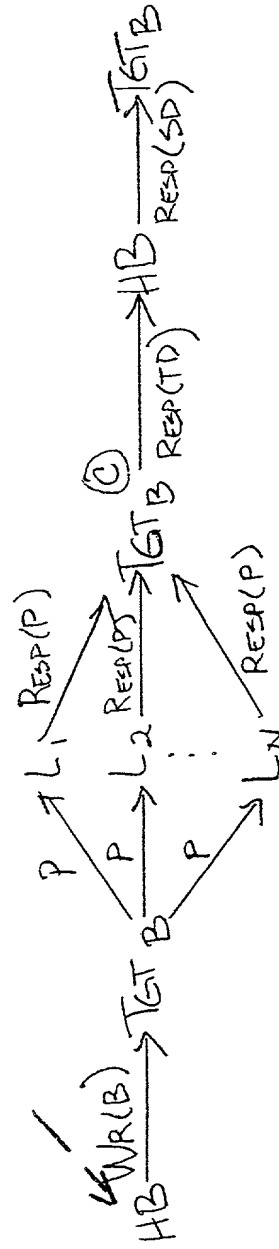 HB
WR(B)
TGT B
P
P
P
L1
L2
⋮
LN
RESP(P)
RESP(P)
RESP(P)
TGT B
C
RESP(TD)
HB
RESP(SD)
TGT B